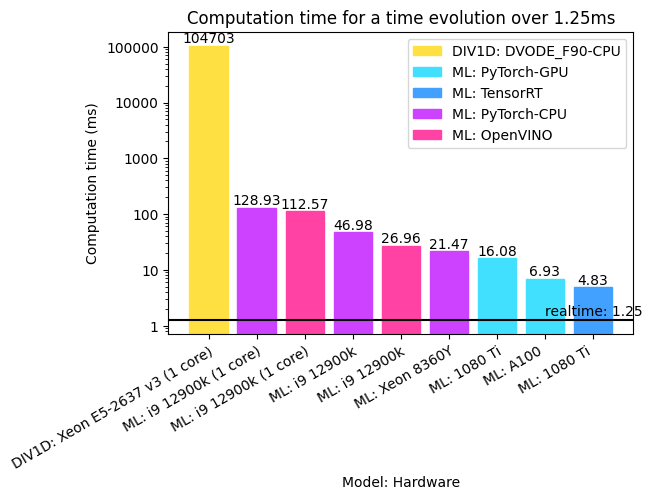 Computation time for a time evolution over 1.25ms
Computation time (ms)
100000
10000
1000
100
10
1
104703
128.93
112.57
46.98
26.96
21.47
16.08
6.93
4.83
realtime: 1.25
DIV1D: DVODE_F90-CPU
ML: PyTorch-GPU
ML: TensorRT
ML: PyTorch-CPU
ML: OpenVINO
DIV1D: Xeon E5-2637 v3 (1 core)
ML: i9 12900k (1 core)
ML: i9 12900k (1 core)
ML: i9 12900k
ML: i9 12900k
ML: Xeon 8360Y
ML: 1080 Ti
ML: A100
ML: 1080 Ti
Model: Hardware